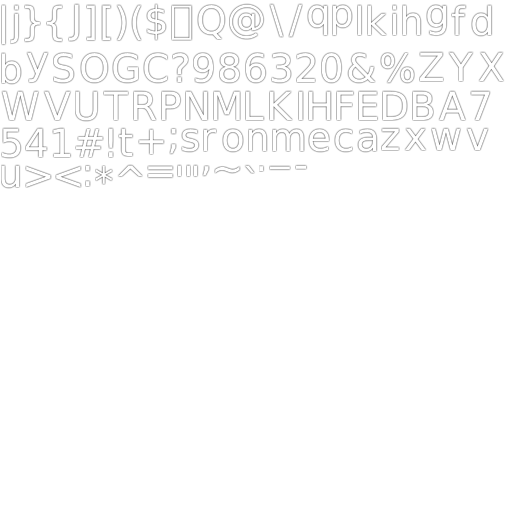 |j}{J][)($▯Q@\/qplkihgfd
bySOGC?986320&%ZYX
WVUTRPNMLKIHFEDBA7
541#!t+;sronmecazxwv
u><:*^="',~`.—-